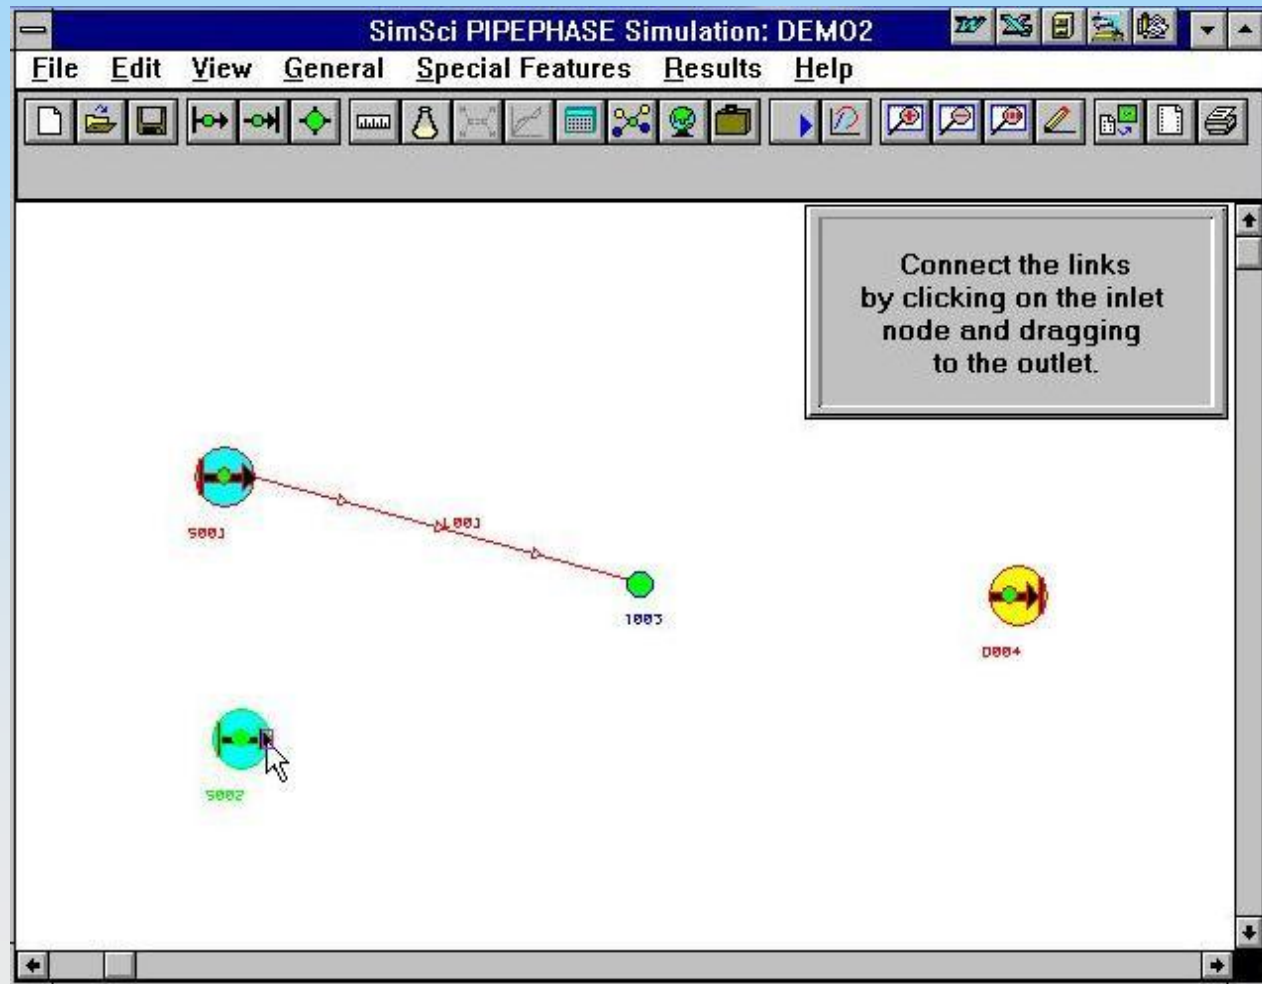 SimSci PIPEPHASE Simulation: DEMO2
File Edit View General Special Features Results Help
Connect the links
by clicking on the inlet
node and dragging
to the outlet.
S001
L001
J003
D004
S002